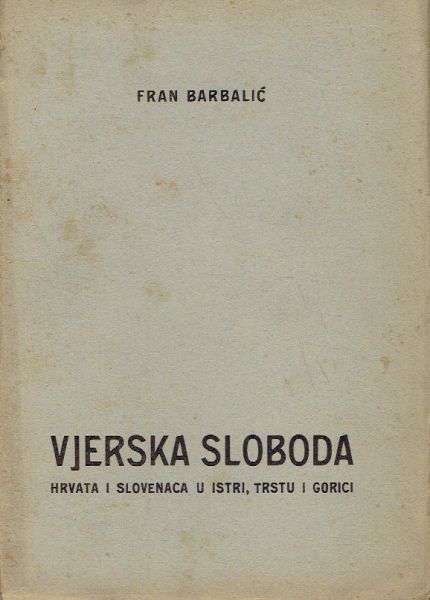 FRAN BARBALIĆ
VJERSKA SLOBODA
HRVATA I SLOVENACA U ISTRI, TRSTU I GORICI